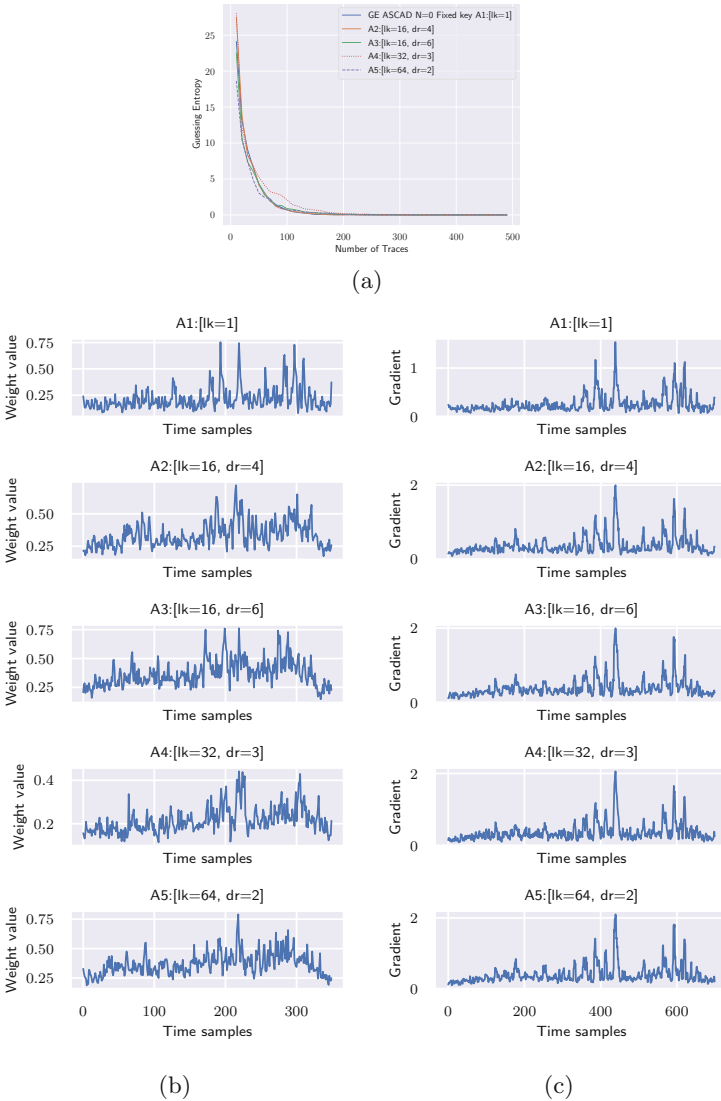 GE ASCAD N=0 Fixed key A1:[lk=1]
A2:[lk=16, dr=4]
A3:[lk=16, dr=6]
A4:[lk=32, dr=3]
A5:[lk=64, dr=2]
Guessing Entropy
25
20
15
10
5
0
0 100 200 300 400 500
Number of Traces
(a)
A1:[lk=1]
Weight value
0.75
0.25
Time samples
A2:[lk=16, dr=4]
Weight value
0.50
0.25
Time samples
A3:[lk=16, dr=6]
Weight value
0.75
0.50
0.25
Time samples
A4:[lk=32, dr=3]
Weight value
0.4
0.2
Time samples
A5:[lk=64, dr=2]
Weight value
0.75
0.50
0.25
0 100 200 300
Time samples
(b)
A1:[lk=1]
Gradient
1
0
Time samples
A2:[lk=16, dr=4]
Gradient
2
0
Time samples
A3:[lk=16, dr=6]
Gradient
2
0
Time samples
A4:[lk=32, dr=3]
Gradient
2
0
Time samples
A5:[lk=64, dr=2]
Gradient
2
0
0 200 400 600
Time samples
(c)